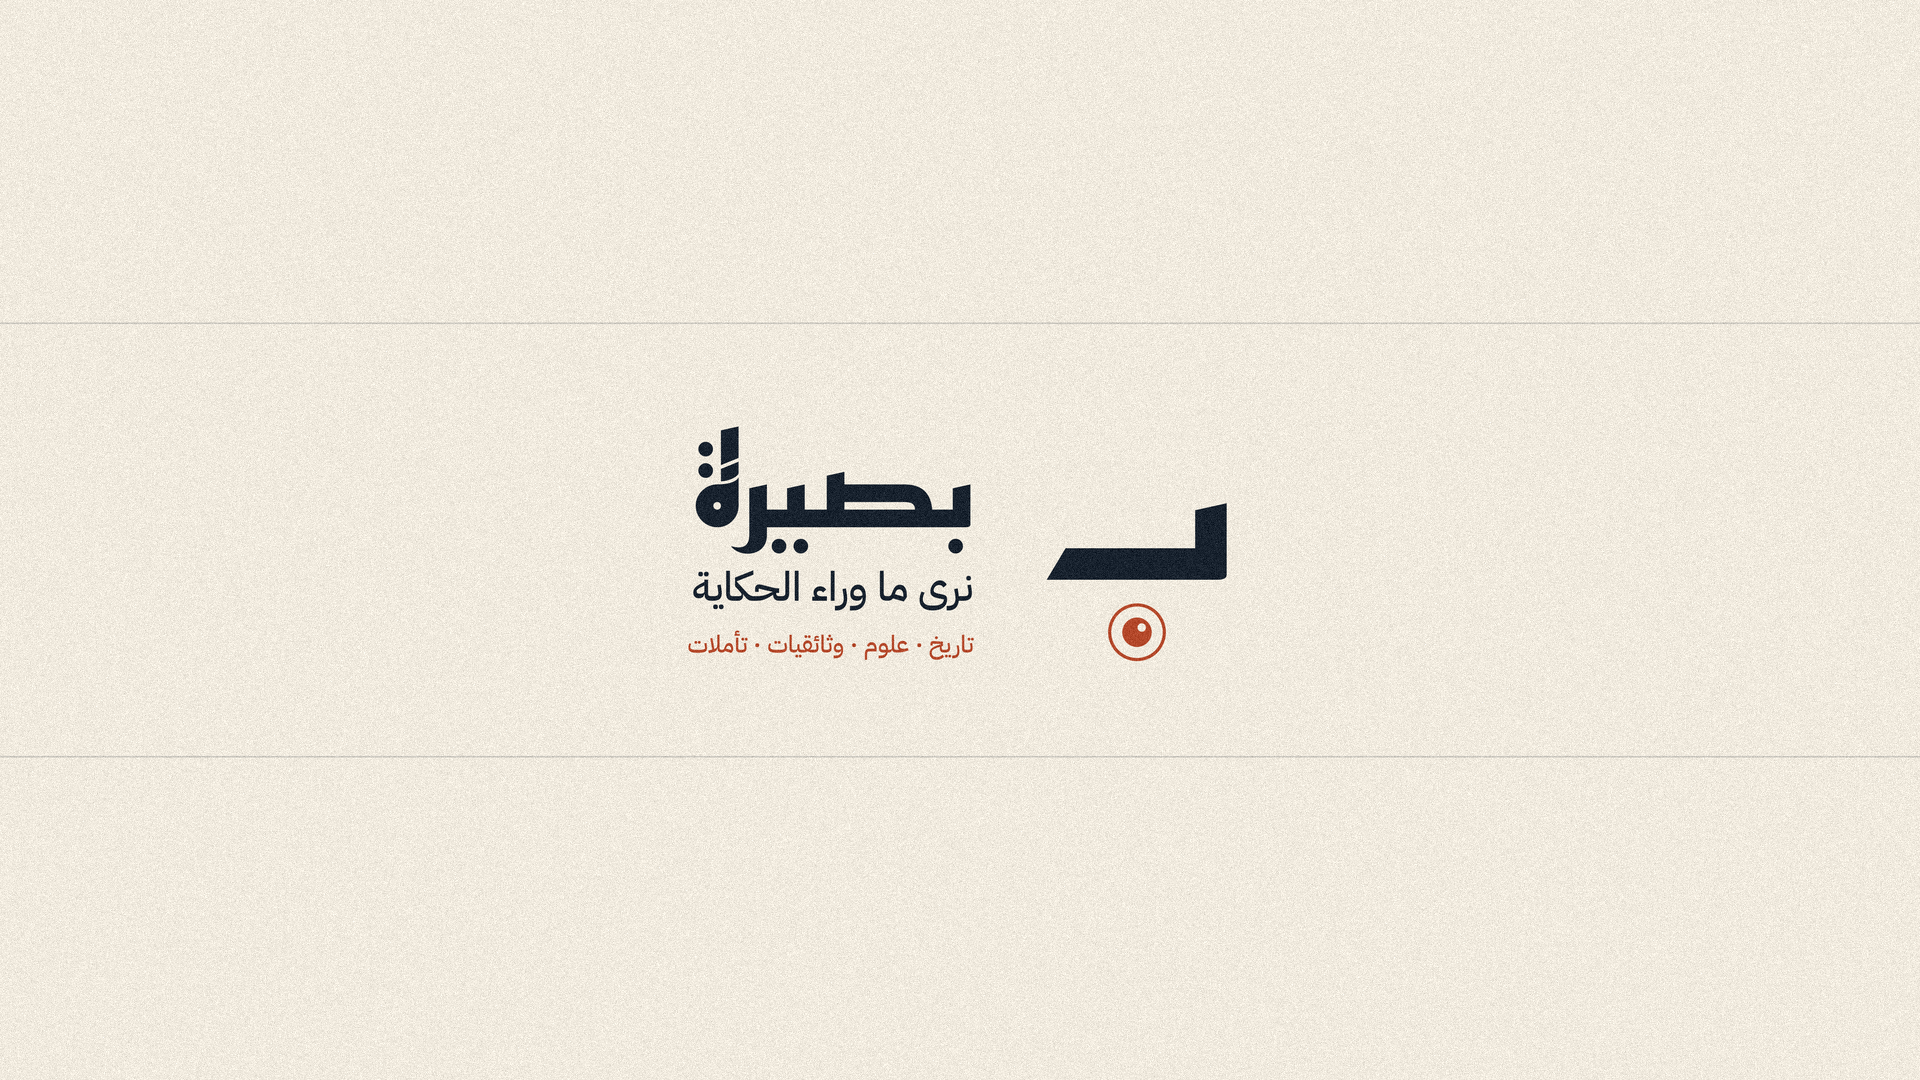 بصيرة
نرى ما وراء الحكاية
تاريخ · علوم · وثائقيات · تأملات